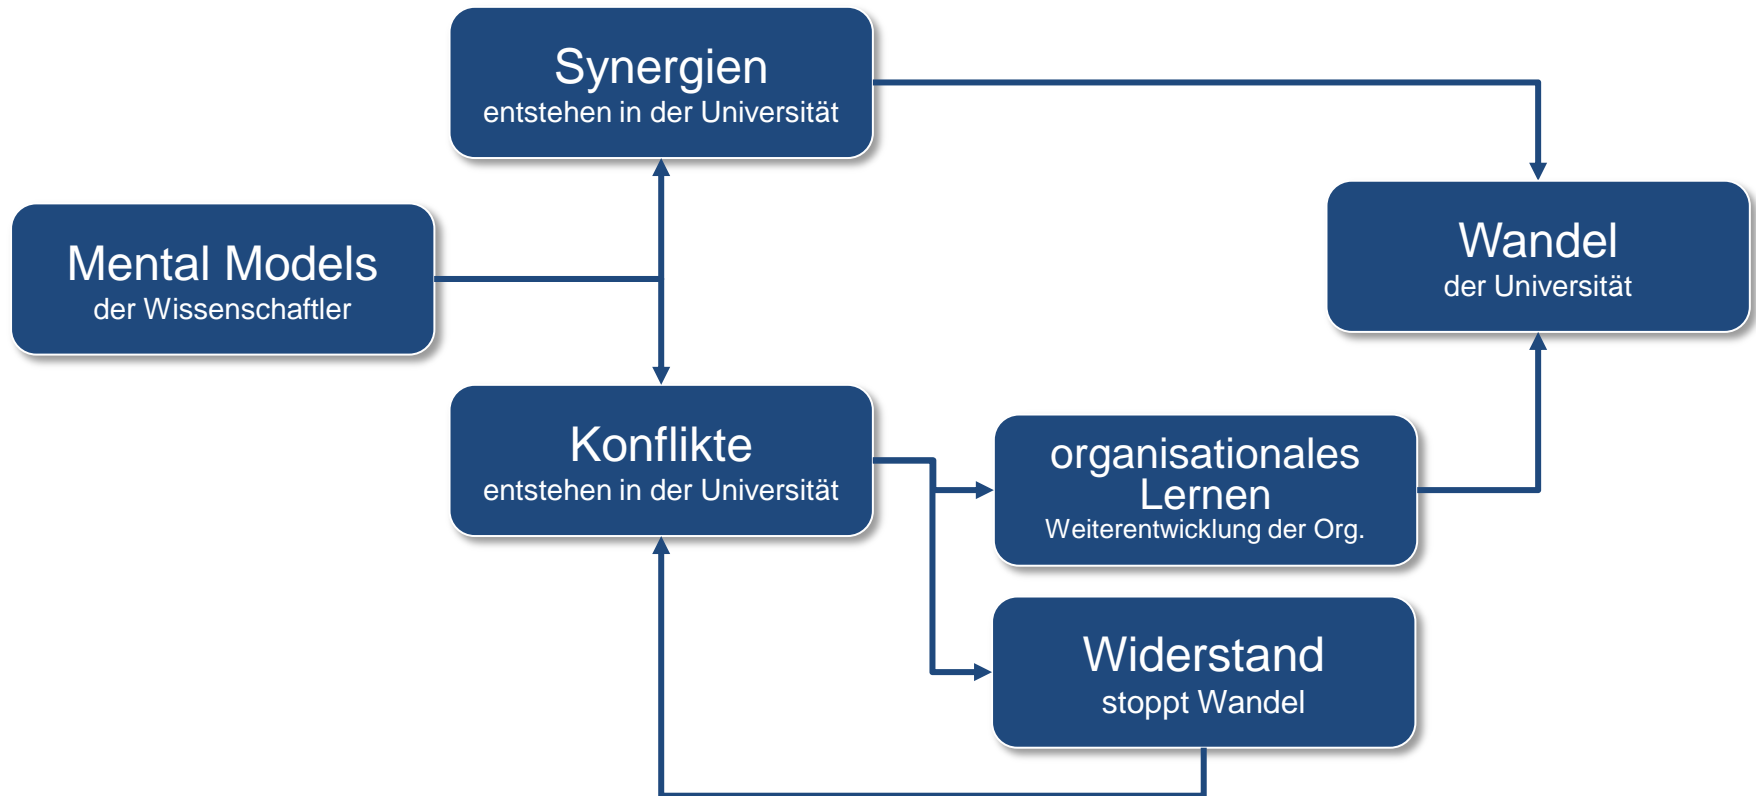 Synergien
entstehen in der Universität
Mental Models
der Wissenschaftler
Wandel
der Universität
Konflikte
entstehen in der Universität
organisationales
Lernen
Weiterentwicklung der Org.
Widerstand
stoppt Wandel